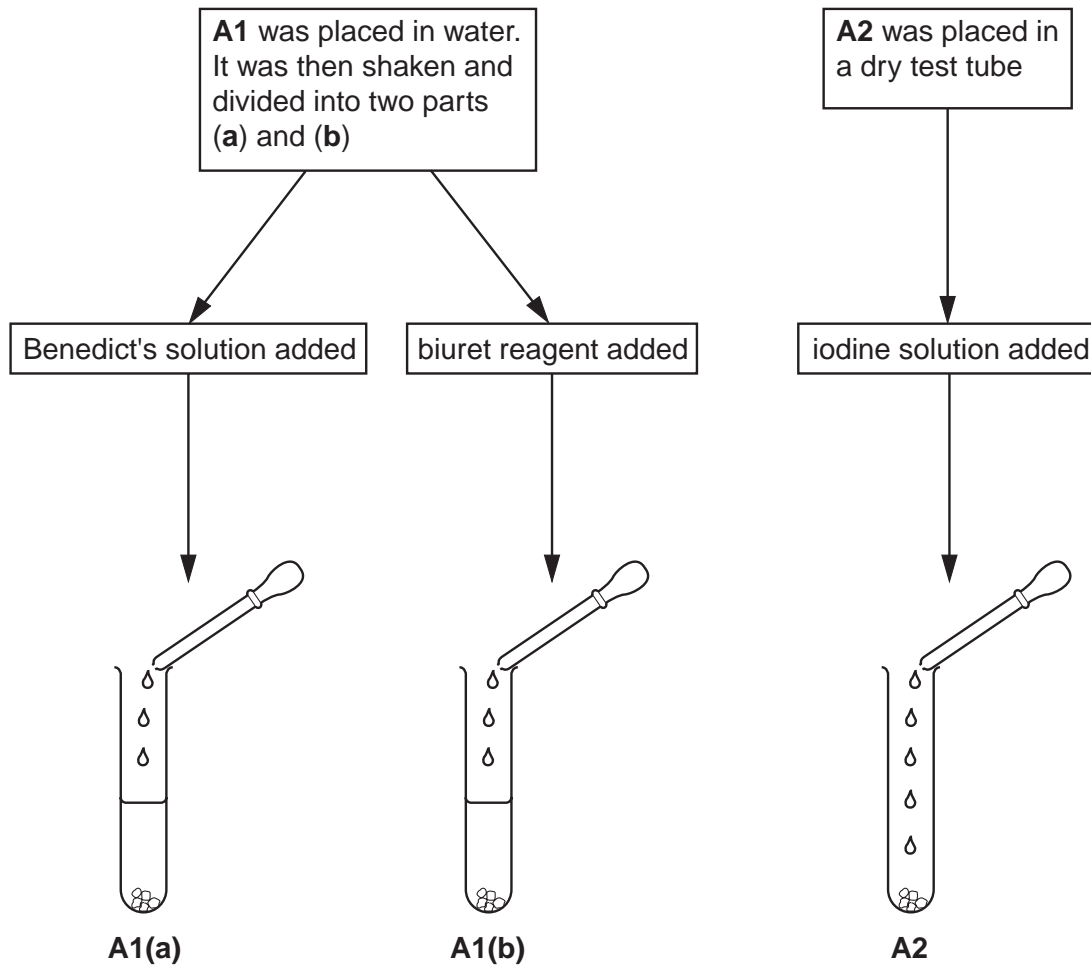 A1 was placed in water.
It was then shaken and
divided into two parts
(a) and (b)
A2 was placed in
a dry test tube
Benedict's solution added
biuret reagent added
iodine solution added
A1(a)
A1(b)
A2